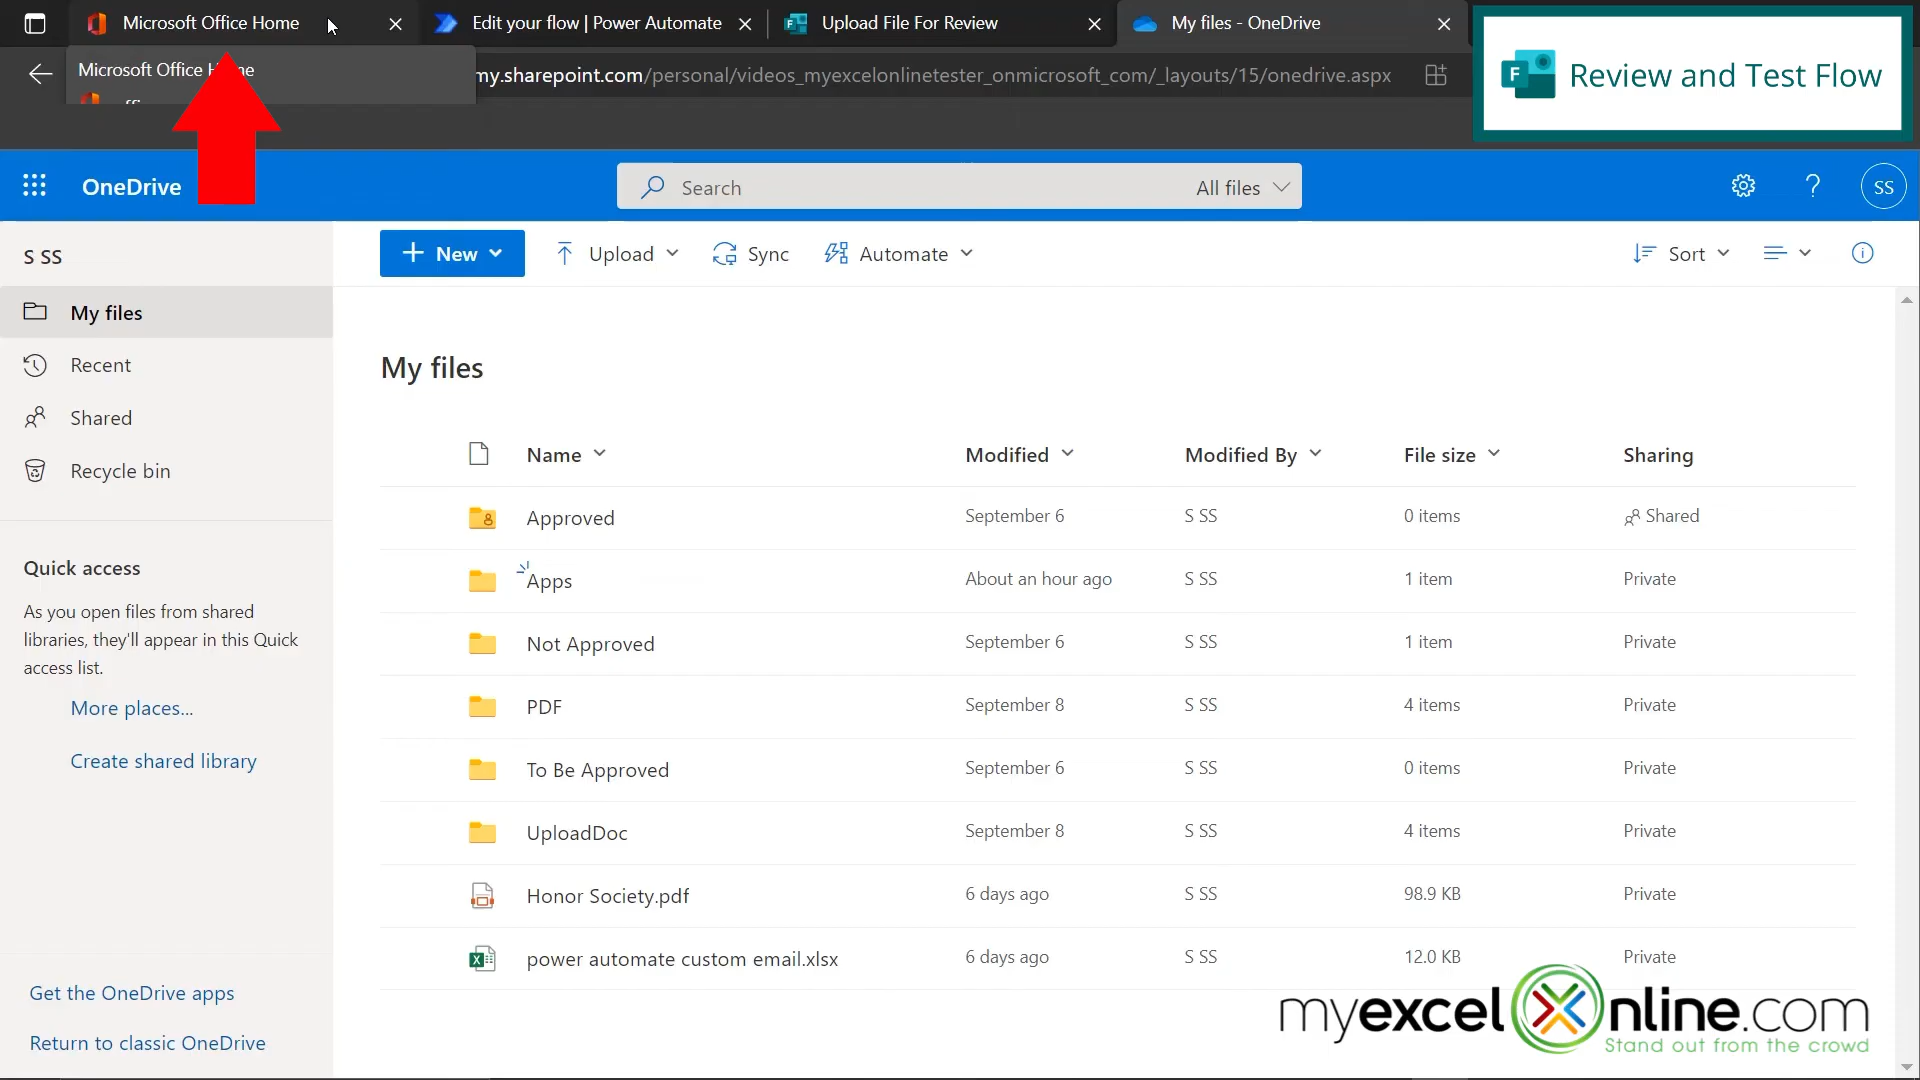 Microsoft Office Home
Edit your flow | Power Automate
Upload File For Review
My files - OneDrive
Microsoft Office H me
my.sharepoint.com/personal/videos_myexcelonlinetester_onmicrosoft_com/_layouts/15/onedrive.aspx
F Review and Test Flow
OneDrive
Search
All files
? SS
S SS
+ New
Upload
Sync
Automate
Sort
My files
Recent
Shared
Recycle bin
Quick access
As you open files from shared
libraries, they'll appear in this Quick
access list.
More places...
Create shared library
Get the OneDrive apps
Return to classic OneDrive
My files
Name Modified Modified By File size Sharing
Approved September 6 S SS 0 items Shared
Apps About an hour ago S SS 1 item Private
Not Approved September 6 S SS 1 item Private
PDF September 8 S SS 4 items Private
To Be Approved September 6 S SS 0 items Private
UploadDoc September 8 S SS 4 items Private
Honor Society.pdf 6 days ago S SS 98.9 KB Private
power automate custom email.xlsx 6 days ago S SS 12.0 KB Private
myexcelOnline.com
Stand out from the crowd